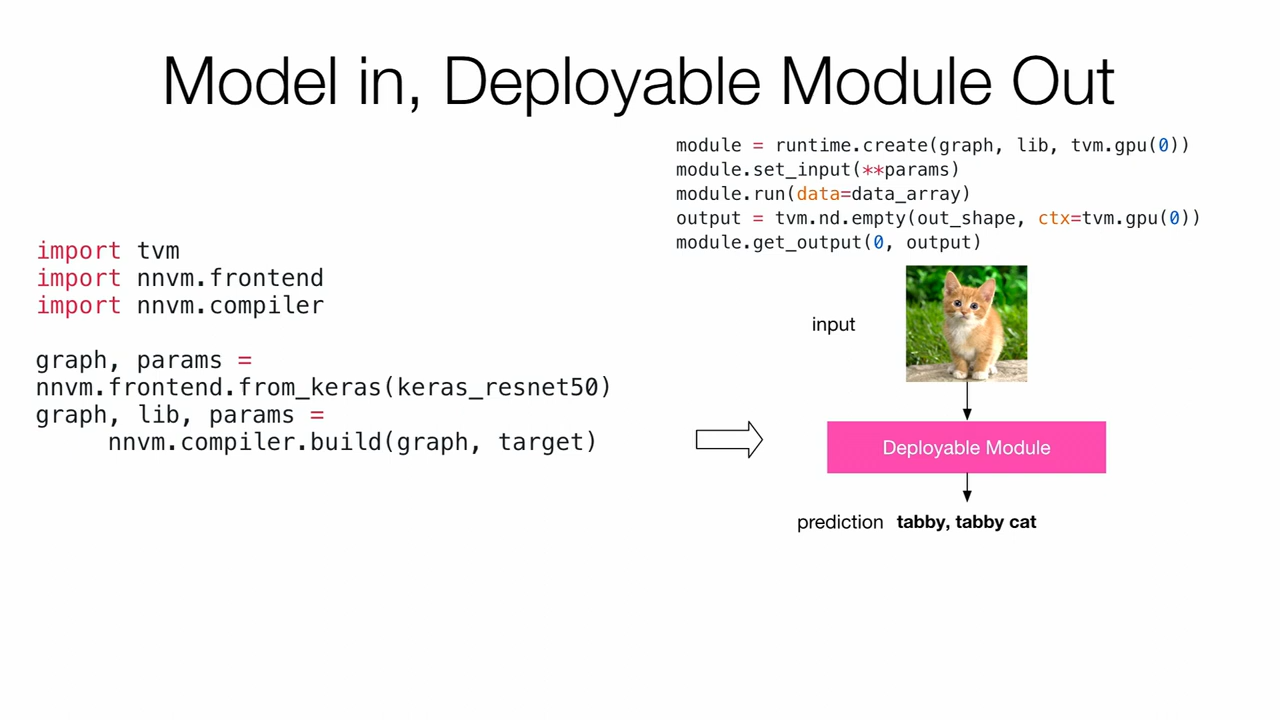 Model in, Deployable Module Out
import tvm
import nnvm.frontend
import nnvm.compiler
graph, params =
nnvm.frontend.from_keras(keras_resnet50)
graph, lib, params =
nnvm.compiler.build(graph, target)
module = runtime.create(graph, lib, tvm.gpu(0))
module.set_input(**params)
module.run(data=data_array)
output = tvm.nd.empty(out_shape, ctx=tvm.gpu(0))
module.get_output(0, output)
input
Deployable Module
prediction tabby, tabby cat